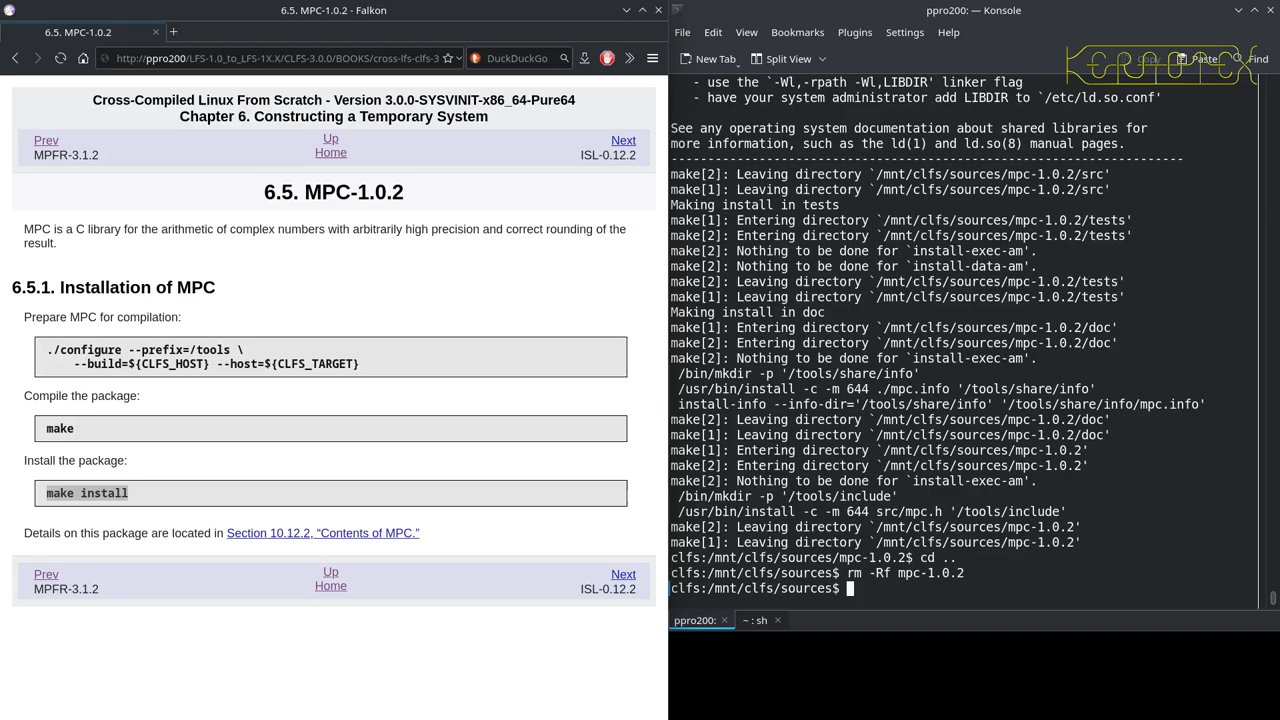 6.5. MPC-1.0.2 - Falkon
6.5. MPC-1.0.2
http://ppro200/LFS-1.0_to_LFS-1X.X/CLFS-3.0.0/BOOKS/cross-lfs-clfs-3
DuckDuckGo
Cross-Compiled Linux From Scratch - Version 3.0.0-SYSVINIT-x86_64-Pure64
Chapter 6. Constructing a Temporary System
Prev Up Next
MPFR-3.1.2 Home ISL-0.12.2
6.5. MPC-1.0.2
MPC is a C library for the arithmetic of complex numbers with arbitrarily high precision and correct rounding of the
result.
6.5.1. Installation of MPC
Prepare MPC for compilation:
./configure --prefix=/tools \
--build=${CLFS_HOST} --host=${CLFS_TARGET}
Compile the package:
make
Install the package:
make install
Details on this package are located in Section 10.12.2, “Contents of MPC.”
Prev Up Next
MPFR-3.1.2 Home ISL-0.12.2
ppro200: — Konsole
File Edit View Bookmarks Plugins Settings Help
New Tab Split View Copy Paste Find
- use the `-Wl,-rpath -Wl,LIBDIR' linker flag
- have your system administrator add LIBDIR to `/etc/ld.so.conf'
See any operating system documentation about shared libraries for
more information, such as the ld(1) and ld.so(8) manual pages.
----------------------------------------------------------------------
make[2]: Leaving directory `/mnt/clfs/sources/mpc-1.0.2/src'
make[1]: Leaving directory `/mnt/clfs/sources/mpc-1.0.2/src'
Making install in tests
make[1]: Entering directory `/mnt/clfs/sources/mpc-1.0.2/tests'
make[2]: Entering directory `/mnt/clfs/sources/mpc-1.0.2/tests'
make[2]: Nothing to be done for `install-exec-am'.
make[2]: Nothing to be done for `install-data-am'.
make[2]: Leaving directory `/mnt/clfs/sources/mpc-1.0.2/tests'
make[1]: Leaving directory `/mnt/clfs/sources/mpc-1.0.2/tests'
Making install in doc
make[1]: Entering directory `/mnt/clfs/sources/mpc-1.0.2/doc'
make[2]: Entering directory `/mnt/clfs/sources/mpc-1.0.2/doc'
make[2]: Nothing to be done for `install-exec-am'.
/bin/mkdir -p '/tools/share/info'
/usr/bin/install -c -m 644 ./mpc.info '/tools/share/info'
install-info --info-dir='/tools/share/info' '/tools/share/info/mpc.info'
make[2]: Leaving directory `/mnt/clfs/sources/mpc-1.0.2/doc'
make[1]: Leaving directory `/mnt/clfs/sources/mpc-1.0.2/doc'
make[1]: Entering directory `/mnt/clfs/sources/mpc-1.0.2'
make[2]: Entering directory `/mnt/clfs/sources/mpc-1.0.2'
make[2]: Nothing to be done for `install-exec-am'.
/bin/mkdir -p '/tools/include'
/usr/bin/install -c -m 644 src/mpc.h '/tools/include'
make[2]: Leaving directory `/mnt/clfs/sources/mpc-1.0.2'
make[1]: Leaving directory `/mnt/clfs/sources/mpc-1.0.2'
clfs:/mnt/clfs/sources/mpc-1.0.2$ cd ..
clfs:/mnt/clfs/sources$ rm -Rf mpc-1.0.2
clfs:/mnt/clfs/sources$
ppro200: ~ : sh